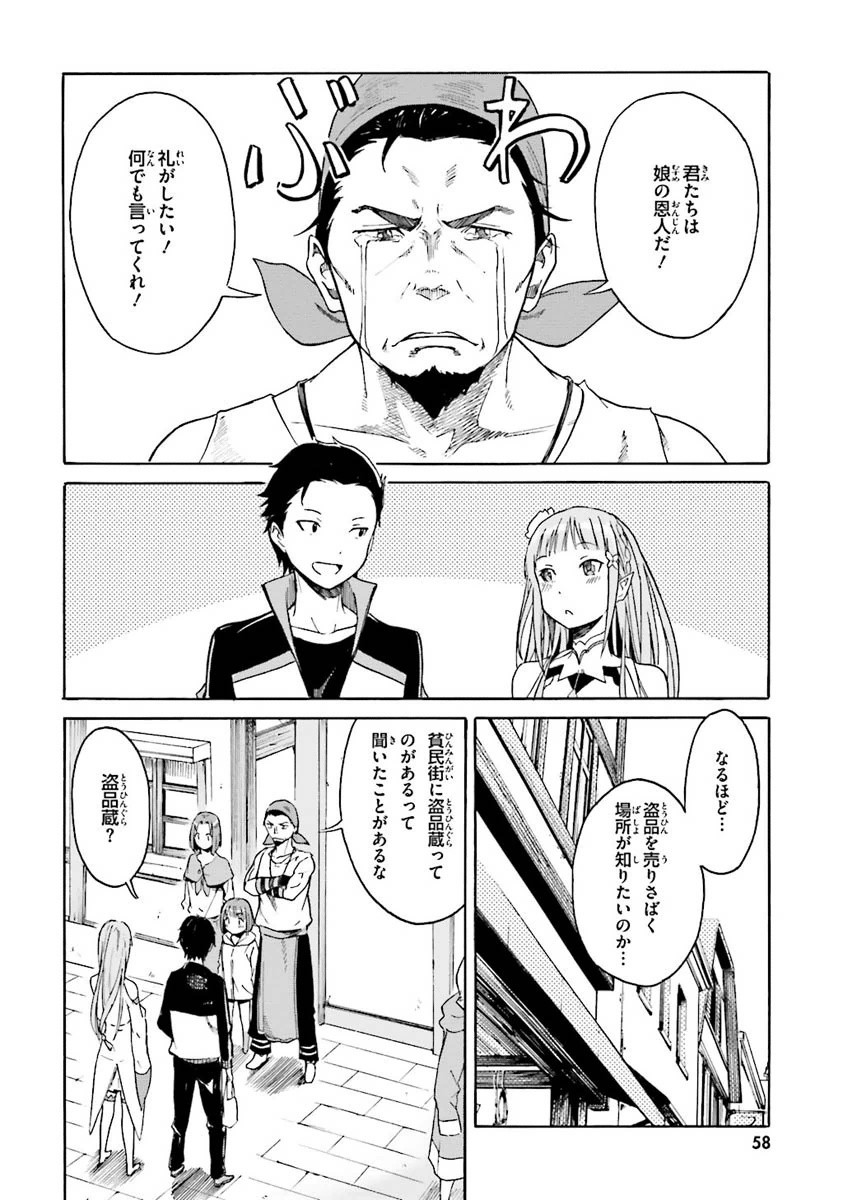 ぶわ
君たちは
娘の恩人だ!
礼がしたい!
何でも言ってくれ!
なるほど…
盗品を売りさばく
場所が知りたいのか…
貧民街に盗品蔵って
のがあるって
聞いたことがあるな
盗品蔵?
58